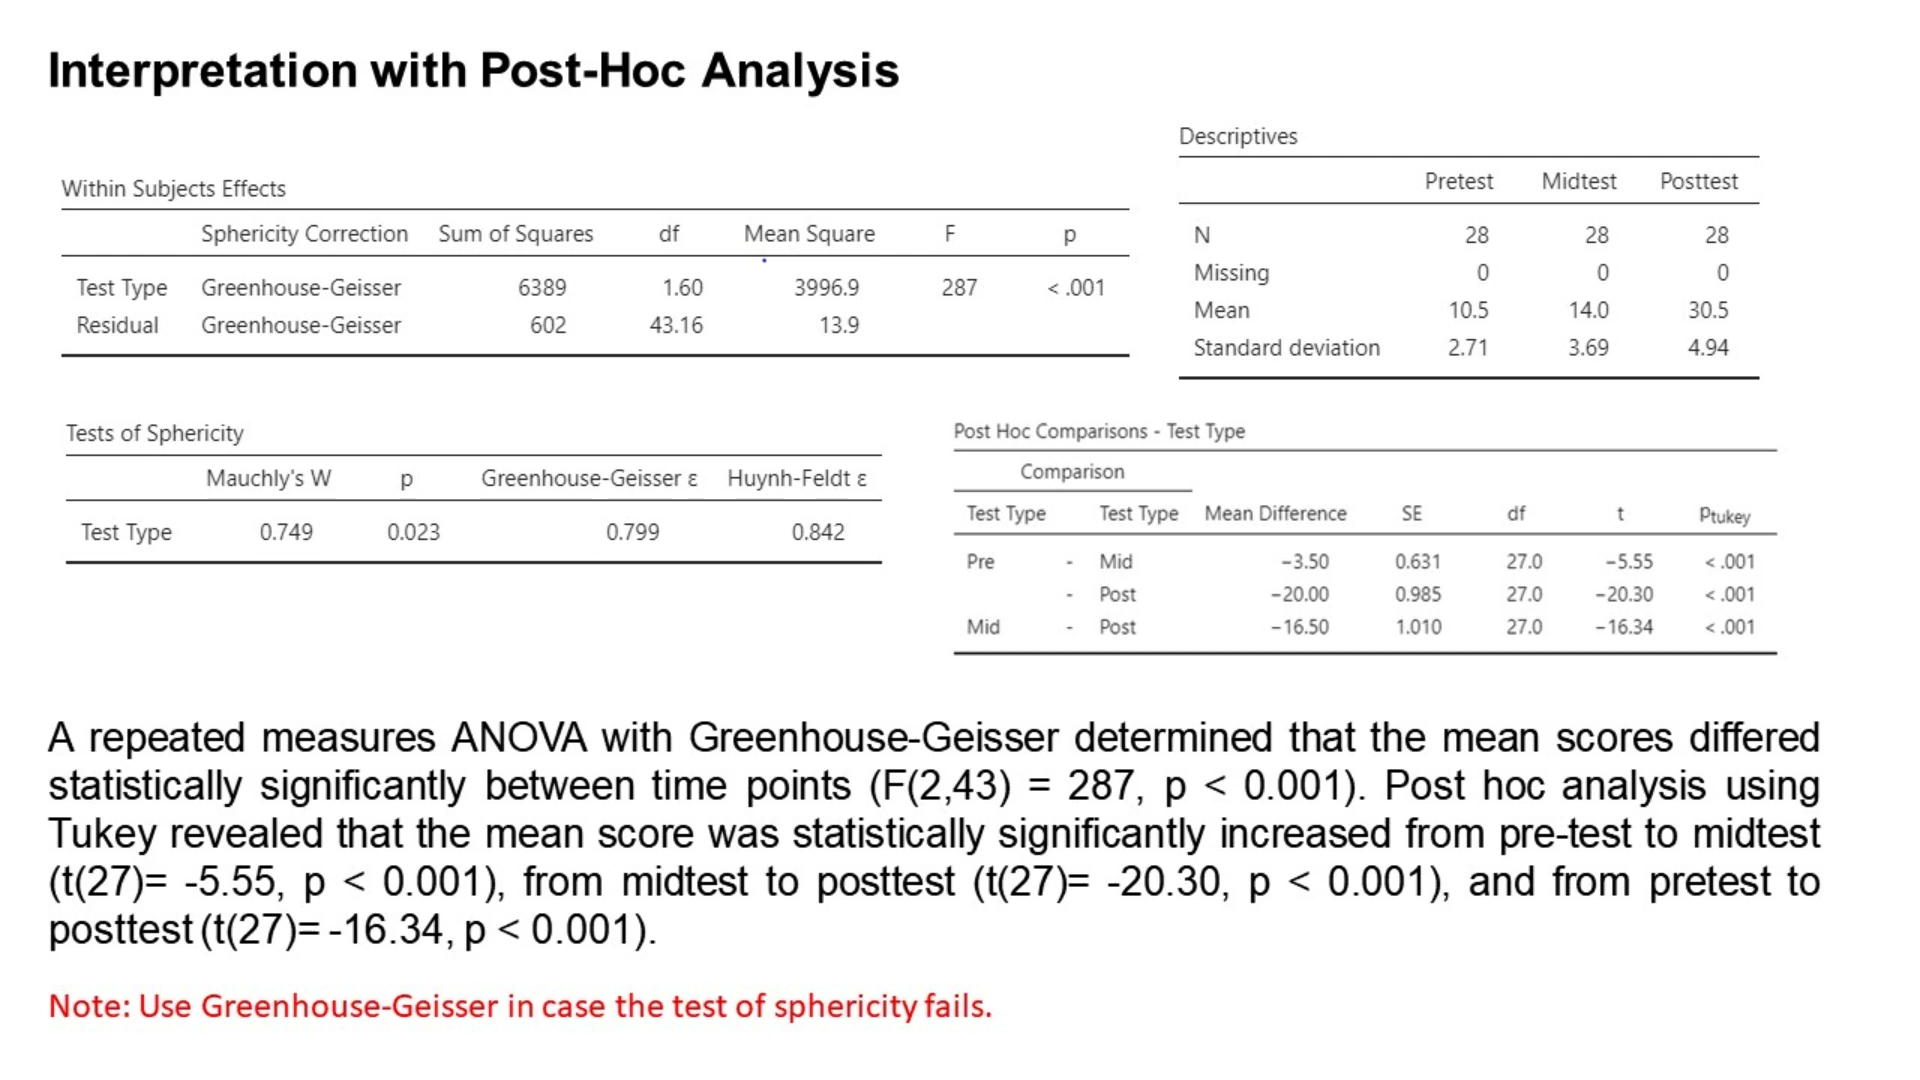 Interpretation with Post-Hoc Analysis
Within Subjects Effects
Sphericity Correction Sum of Squares df Mean Square F p
Test Type Greenhouse-Geisser 6389 1.60 3996.9 287 < .001
Residual Greenhouse-Geisser 602 43.16 13.9
Descriptives
Pretest Midtest Posttest
N 28 28 28
Missing 0 0 0
Mean 10.5 14.0 30.5
Standard deviation 2.71 3.69 4.94
Tests of Sphericity
Mauchly's W p Greenhouse-Geisser ε Huynh-Feldt ε
Test Type 0.749 0.023 0.799 0.842
Post Hoc Comparisons - Test Type
Comparison
Test Type Test Type Mean Difference SE df t Ptukey
Pre - Mid −3.50 0.631 27.0 −5.55 < .001
- Post −20.00 0.985 27.0 −20.30 < .001
Mid - Post −16.50 1.010 27.0 −16.34 < .001
A repeated measures ANOVA with Greenhouse-Geisser determined that the mean scores differed
statistically significantly between time points (F(2,43) = 287, p < 0.001). Post hoc analysis using
Tukey revealed that the mean score was statistically significantly increased from pre-test to midtest
(t(27)= -5.55, p < 0.001), from midtest to posttest (t(27)= -20.30, p < 0.001), and from pretest to
posttest (t(27)= -16.34, p < 0.001).
Note: Use Greenhouse-Geisser in case the test of sphericity fails.